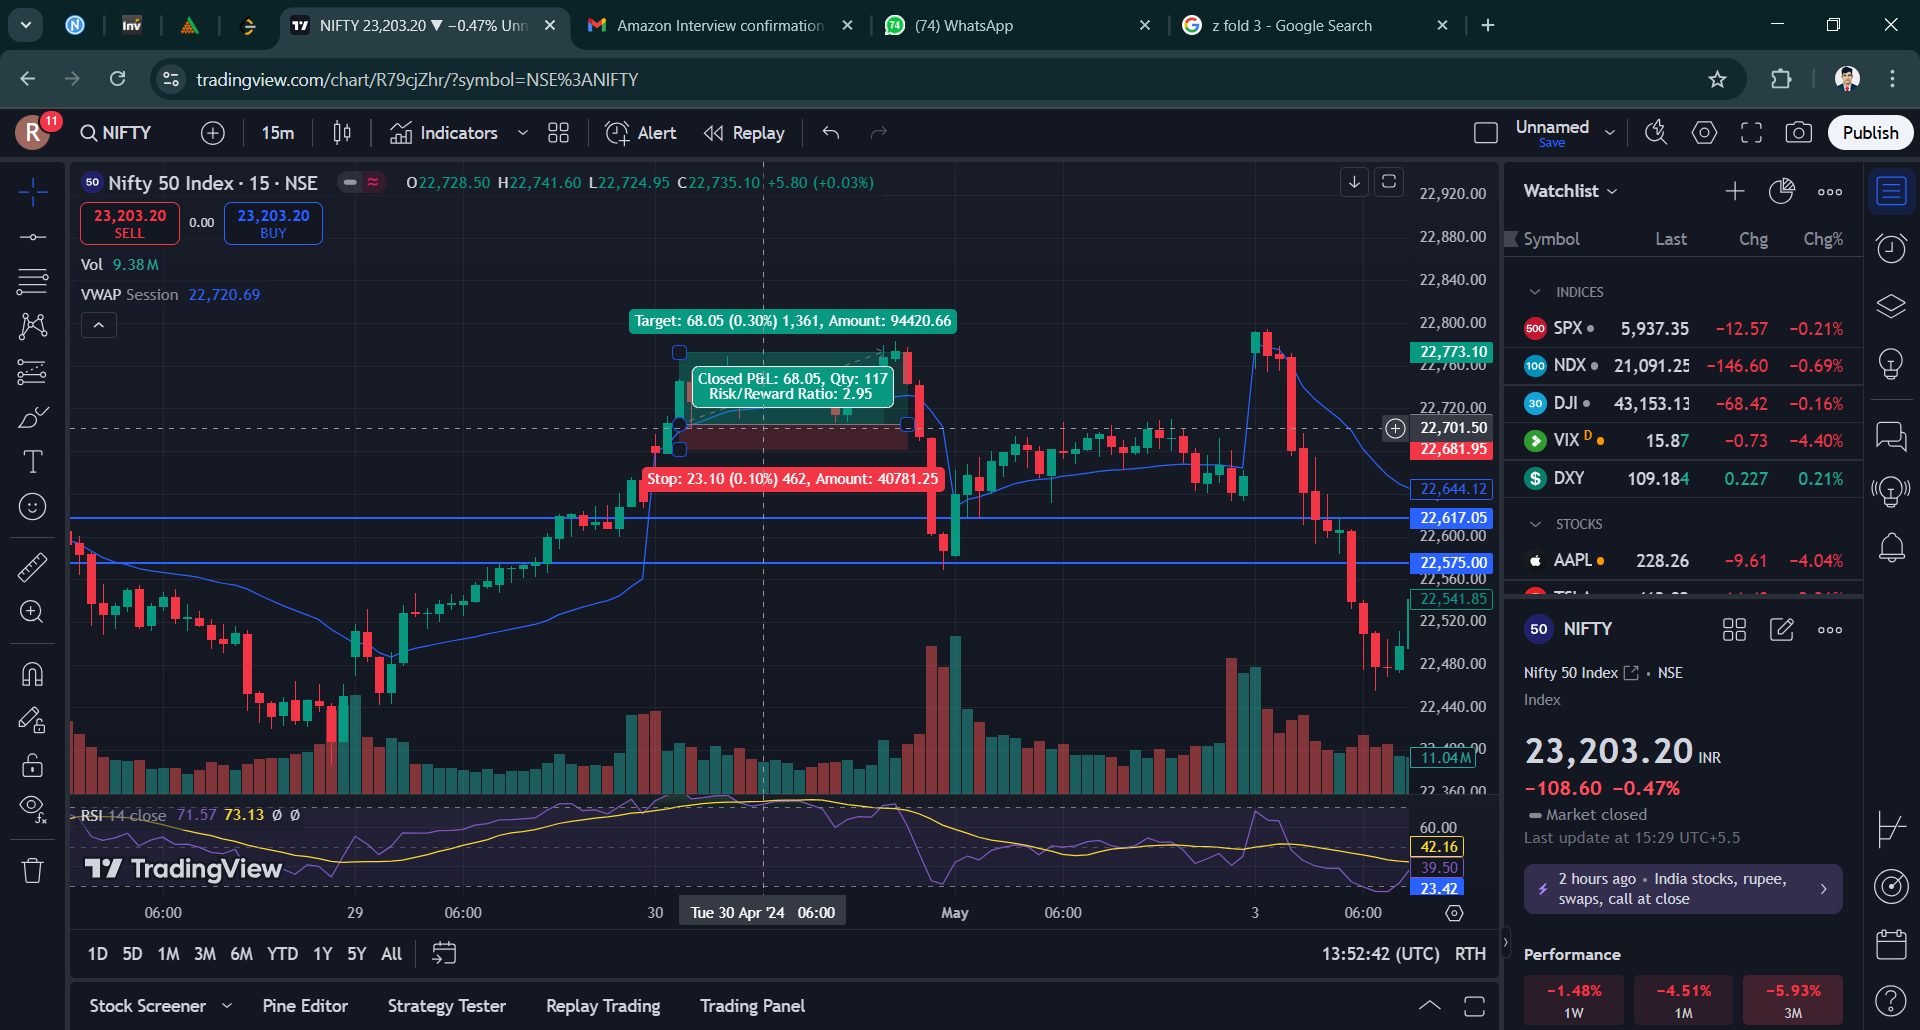 NIFTY 23,203.20 ▼ −0.47% Unn
Amazon Interview confirmation
(74) WhatsApp
z fold 3 - Google Search
tradingview.com/chart/R79cjZhr/?symbol=NSE%3ANIFTY
R 11
NIFTY
15m
Indicators
Alert
Replay
Unnamed
Save
Publish
50 Nifty 50 Index · 15 · NSE
O22,728.50 H22,741.60 L22,724.95 C22,735.10 +5.80 (+0.03%)
23,203.20
SELL
0.00
23,203.20
BUY
Vol 9.38M
VWAP Session 22,720.69
Target: 68.05 (0.30%) 1,361, Amount: 94420.66
Closed P&L: 68.05, Qty: 117
Risk/Reward Ratio: 2.95
Stop: 23.10 (0.10%) 462, Amount: 40781.25
22,920.00
22,880.00
22,840.00
22,800.00
22,773.10
22,760.00
22,720.00
22,701.50
22,681.95
22,644.12
22,617.05
22,600.00
22,575.00
22,560.00
22,541.85
22,520.00
22,480.00
22,440.00
11.04M
22,360.00
RSI 14 close 71.57 73.13 Ø Ø
60.00
42.16
39.50
23.42
TradingView
06:00
29
06:00
30
Tue 30 Apr '24 06:00
May
06:00
3
06:00
1D 5D 1M 3M 6M YTD 1Y 5Y All
13:52:42 (UTC) RTH
Stock Screener
Pine Editor
Strategy Tester
Replay Trading
Trading Panel
Watchlist
Symbol Last Chg Chg%
INDICES
500 SPX 5,937.35 −12.57 −0.21%
100 NDX 21,091.25 −146.60 −0.69%
30 DJI 43,153.13 −68.42 −0.16%
VIX D 15.87 −0.73 −4.40%
$ DXY 109.184 0.227 0.21%
STOCKS
AAPL 228.26 −9.61 −4.04%
50 NIFTY
Nifty 50 Index • NSE
Index
23,203.20 INR
−108.60 −0.47%
Market closed
Last update at 15:29 UTC+5.5
2 hours ago • India stocks, rupee,
swaps, call at close
Performance
−1.48%
1W
−4.51%
1M
−5.93%
3M